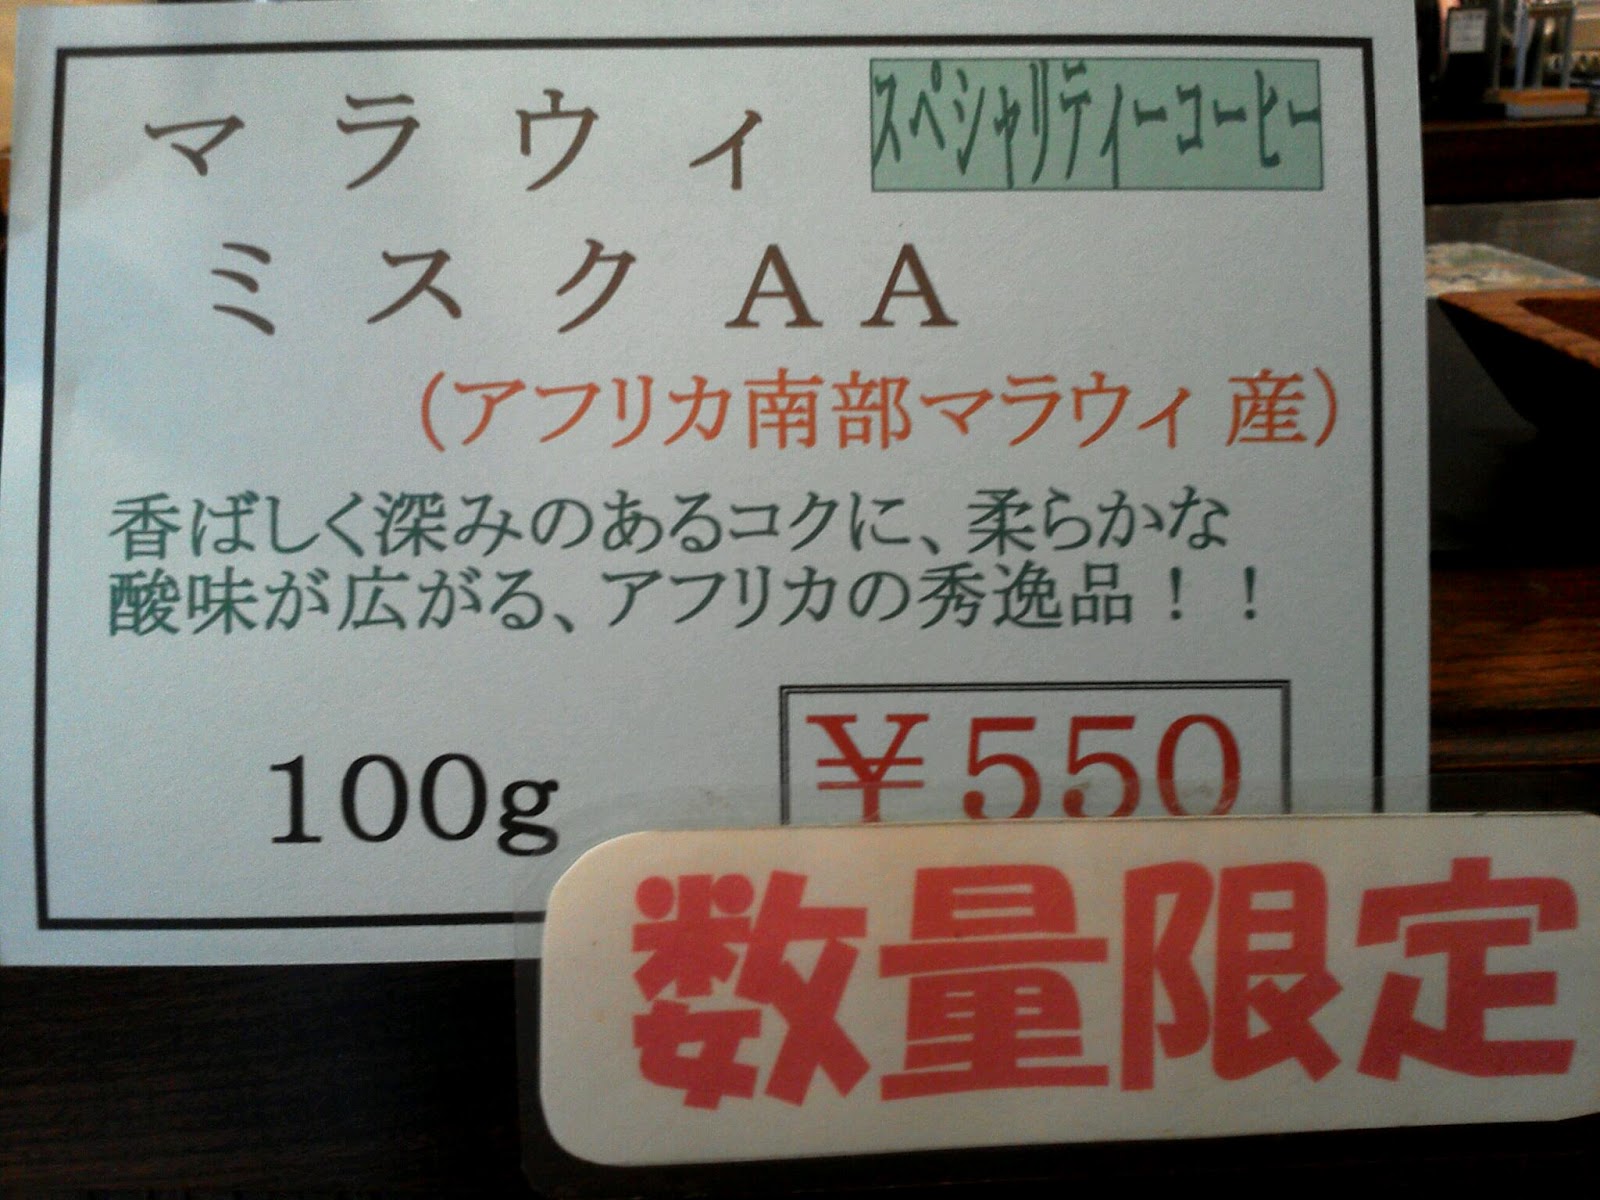 マラウィ
スペシャリティーコーヒー
ミスクAA
（アフリカ南部マラウィ産）
香ばしく深みのあるコクに、柔らかな
酸味が広がる、アフリカの秀逸品！！
100g
￥550
数量限定